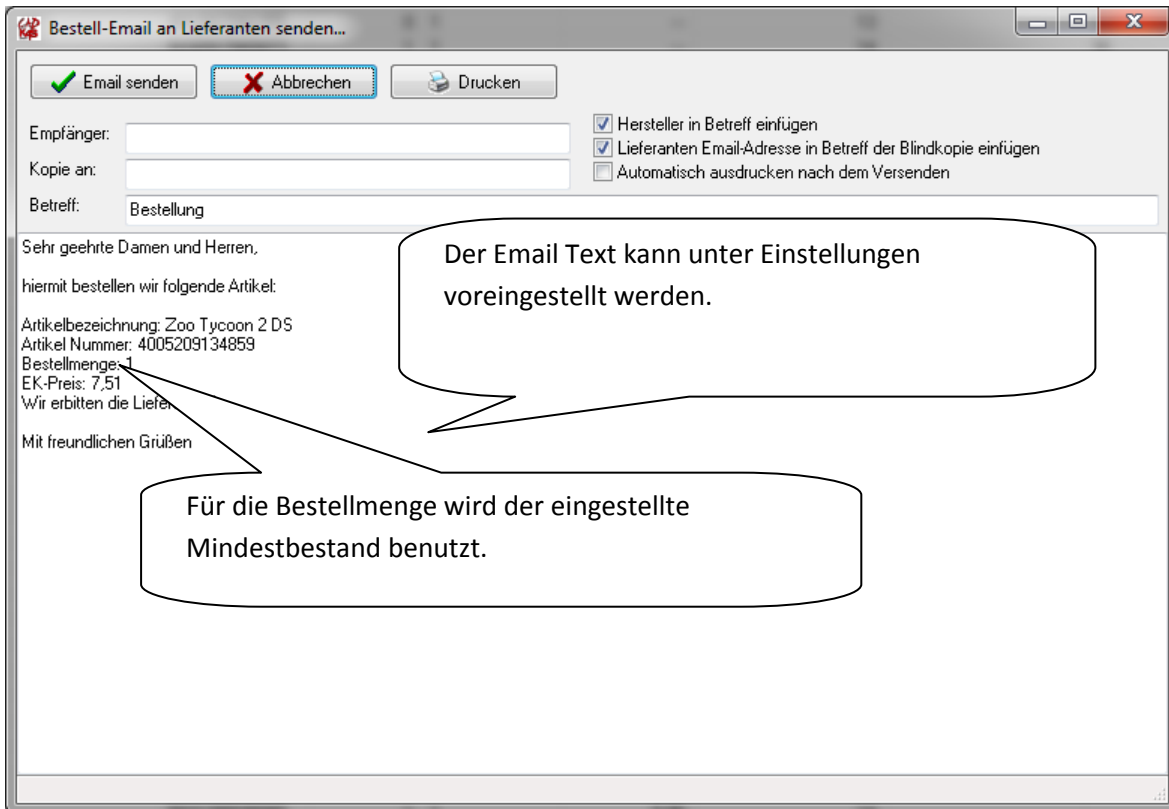 Bestell-Email an Lieferanten senden...
Email senden Abbrechen Drucken
Empfänger:
Kopie an:
Betreff: Bestellung
Hersteller in Betreff einfügen
Lieferanten Email-Adresse in Betreff der Blindkopie einfügen
Automatisch ausdrucken nach dem Versenden
Sehr geehrte Damen und Herren,
hiermit bestellen wir folgende Artikel:
Artikelbezeichnung: Zoo Tycoon 2 DS
Artikel Nummer: 4005209134859
Bestellmenge: 1
EK-Preis: 7,51
Wir erbitten die
Mit freundlichen Grüßen
Der Email Text kann unter Einstellungen
voreingestellt werden.
Für die Bestellmenge wird der eingestellte
Mindestbestand benutzt.